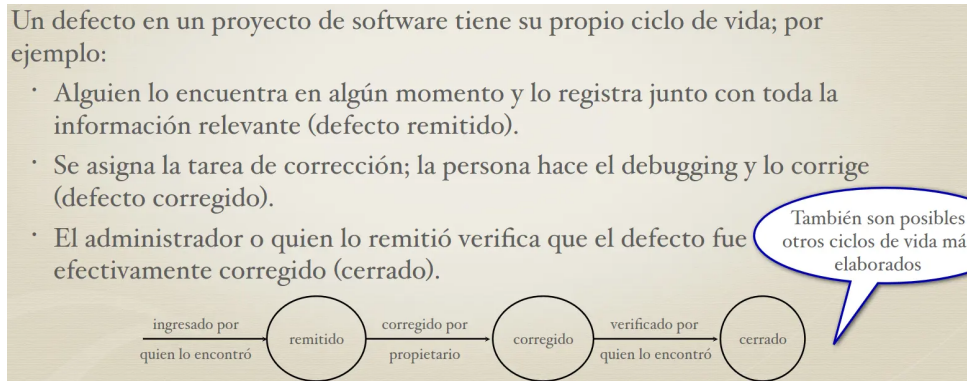 Un defecto en un proyecto de software tiene su propio ciclo de vida; por
ejemplo:
· Alguien lo encuentra en algún momento y lo registra junto con toda la
información relevante (defecto remitido).
· Se asigna la tarea de corrección; la persona hace el debugging y lo corrige
(defecto corregido).
· El administrador o quien lo remitió verifica que el defecto fue
efectivamente corregido (cerrado).
También son posibles
otros ciclos de vida má
elaborados
ingresado por
quien lo encontró
remitido
corregido por
propietario
corregido
verificado por
quien lo encontró
cerrado